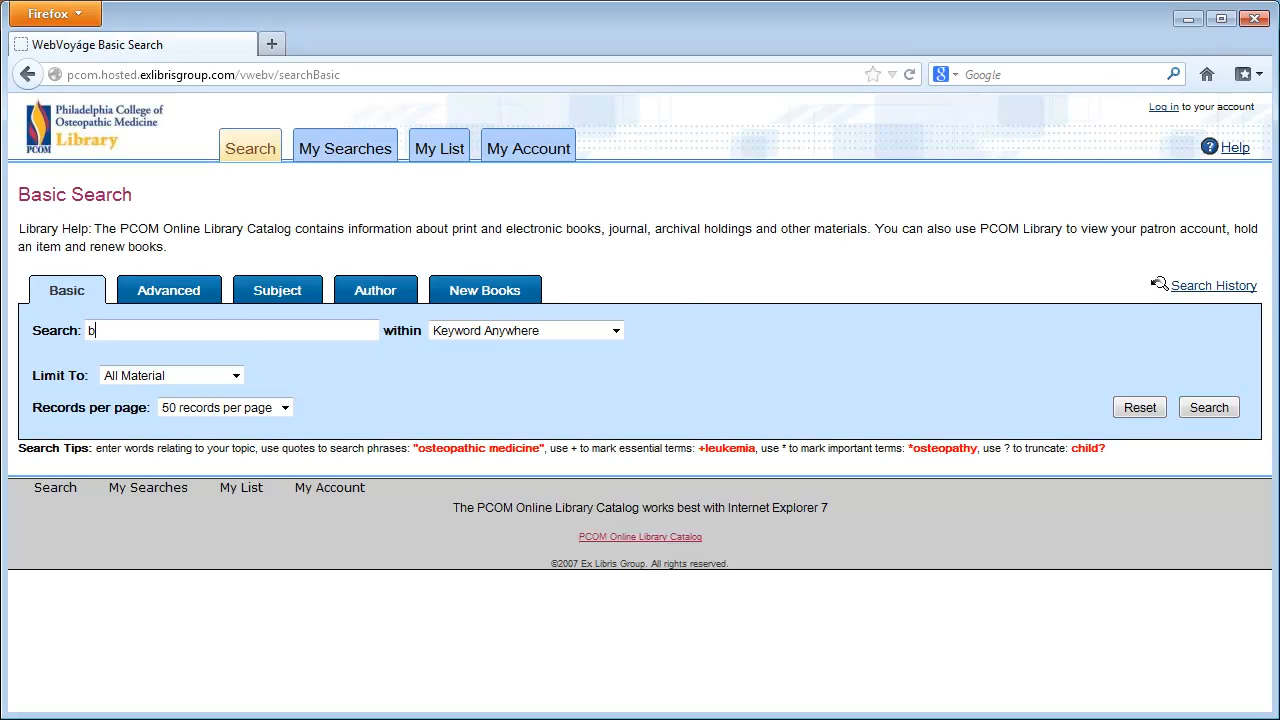 Firefox
WebVoyáge Basic Search
pcom.hosted.exlibrisgroup.com/vwebv/searchBasic
Google
Log in to your account
Philadelphia College of
Osteopathic Medicine
PCOM Library
Search My Searches My List My Account
Help
Basic Search
Library Help: The PCOM Online Library Catalog contains information about print and electronic books, journal, archival holdings and other materials. You can also use PCOM Library to view your patron account, hold
an item and renew books.
Basic Advanced Subject Author New Books
Search History
Search: b within Keyword Anywhere
Limit To: All Material
Records per page: 50 records per page Reset Search
Search Tips: enter words relating to your topic, use quotes to search phrases: "osteopathic medicine", use + to mark essential terms: +leukemia, use * to mark important terms: *osteopathy, use ? to truncate: child?
Search My Searches My List My Account
The PCOM Online Library Catalog works best with Internet Explorer 7
PCOM Online Library Catalog
©2007 Ex Libris Group. All rights reserved.